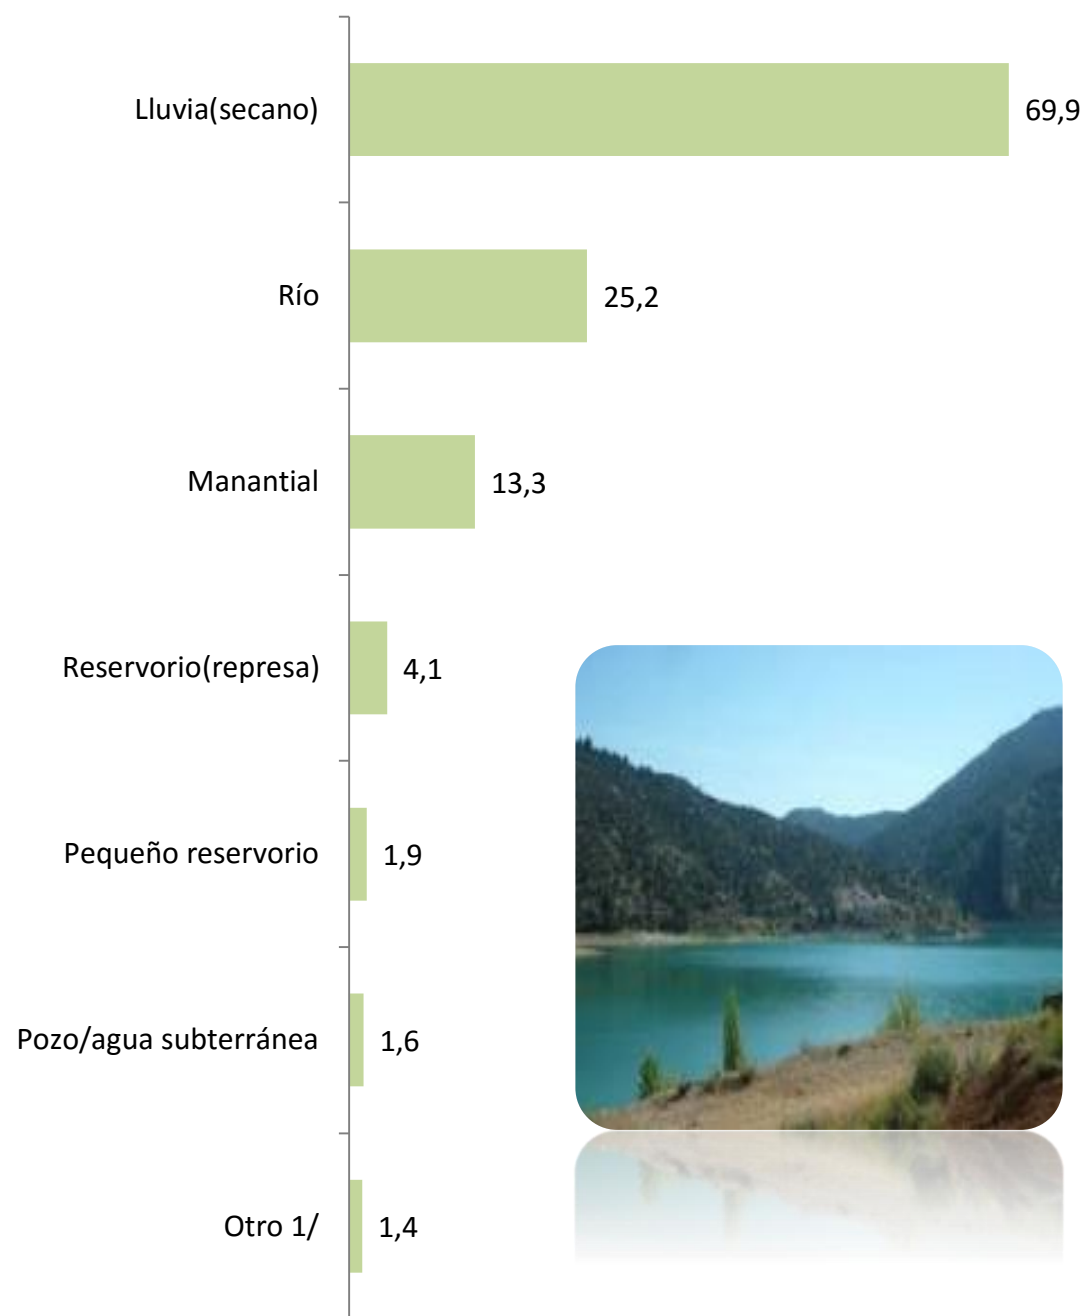 Lluvia(secano) 69,9
Río 25,2
Manantial 13,3
Reservorio(represa) 4,1
Pequeño reservorio 1,9
Pozo/agua subterránea 1,6
Otro 1/ 1,4